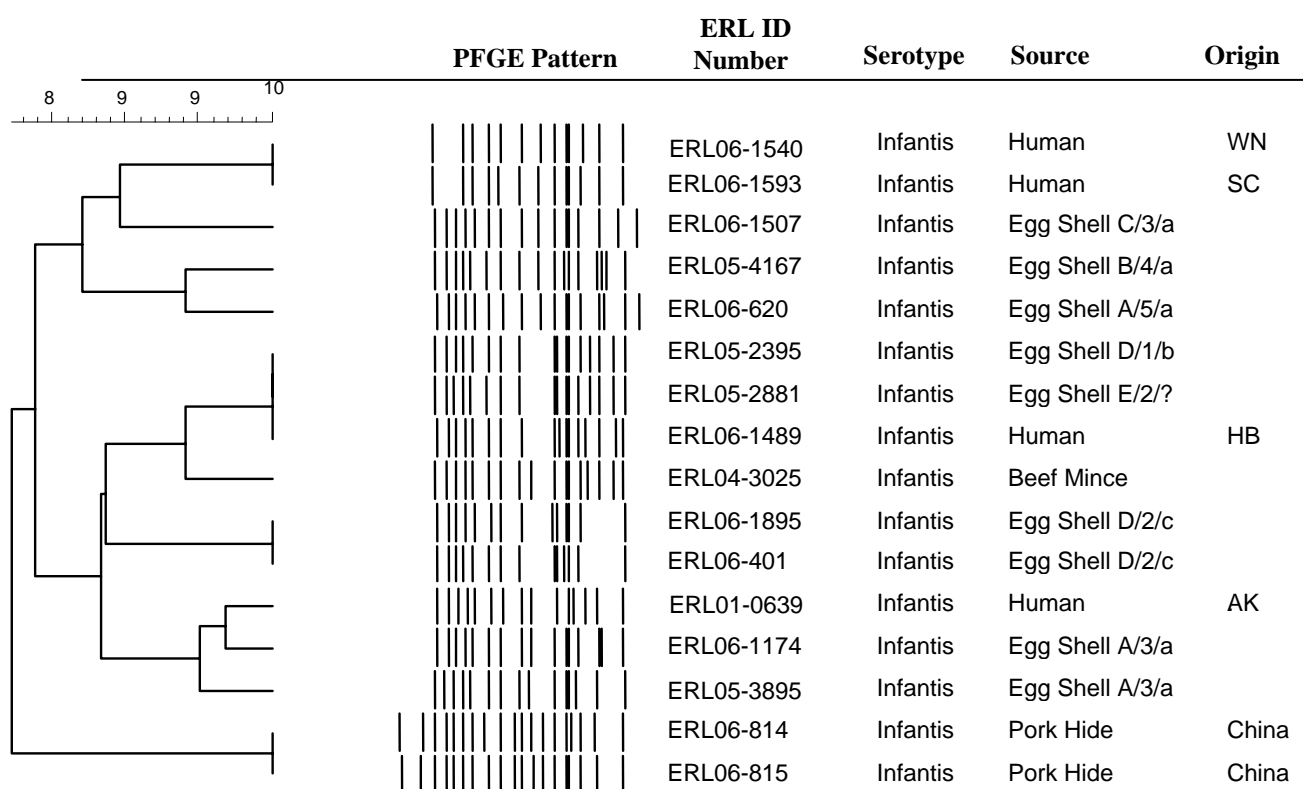 PFGE Pattern ERL ID Number Serotype Source Origin
8 9 9 10
ERL06-1540 Infantis Human WN
ERL06-1593 Infantis Human SC
ERL06-1507 Infantis Egg Shell C/3/a
ERL05-4167 Infantis Egg Shell B/4/a
ERL06-620 Infantis Egg Shell A/5/a
ERL05-2395 Infantis Egg Shell D/1/b
ERL05-2881 Infantis Egg Shell E/2/?
ERL06-1489 Infantis Human HB
ERL04-3025 Infantis Beef Mince
ERL06-1895 Infantis Egg Shell D/2/c
ERL06-401 Infantis Egg Shell D/2/c
ERL01-0639 Infantis Human AK
ERL06-1174 Infantis Egg Shell A/3/a
ERL05-3895 Infantis Egg Shell A/3/a
ERL06-814 Infantis Pork Hide China
ERL06-815 Infantis Pork Hide China